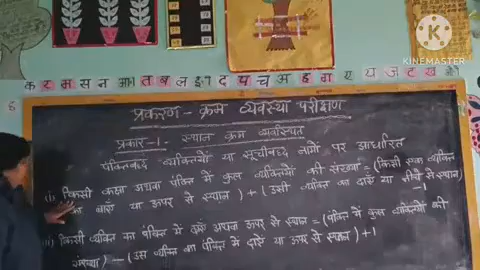 KINEMASTER
क र म स न आ त ब ल इ द प च अ ह ग ए य ज ट ख
प्रकरण - क्रम व्यवस्था परीक्षण
प्रकार -1- स्थान क्रम व्यवस्थित
पंक्तिबद्ध व्यक्तियों या सूचीबद्ध नामों पर आधारित
(i) किसी कक्षा अथवा पंक्ति में कुल व्यक्तियों की संख्या = (किसी एक व्यक्ति
का बाएँ या ऊपर से स्थान) + (उसी व्यक्ति का दाएँ या नीचे से स्थान)
-1
(ii) किसी व्यक्ति का पंक्ति में बाएँ अथवा ऊपर से स्थान = (पंक्ति में कुल व्यक्तियों की
संख्या) - (उस व्यक्ति का पंक्ति में दाएँ या ऊपर से स्थान) +1